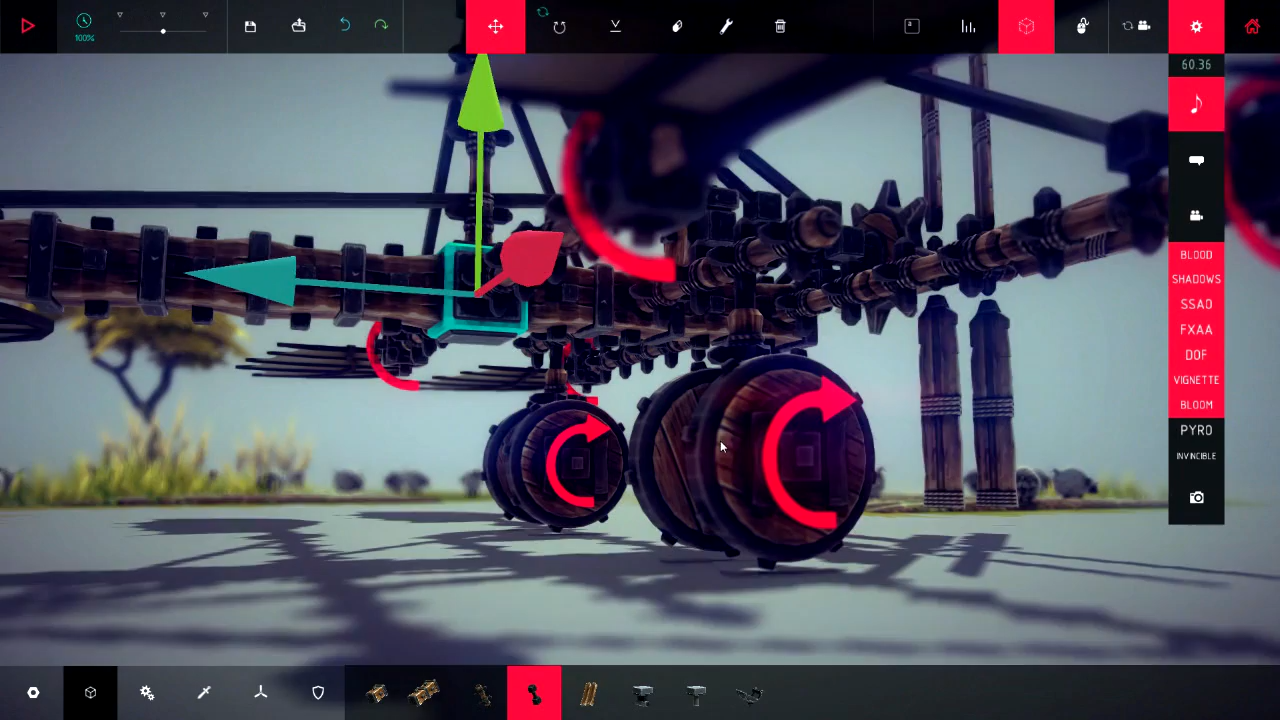 100%
60.36
BLOOD
SHADOWS
SSAO
FXAA
DOF
VIGNETTE
BLOOM
PYRO
INVINCIBLE